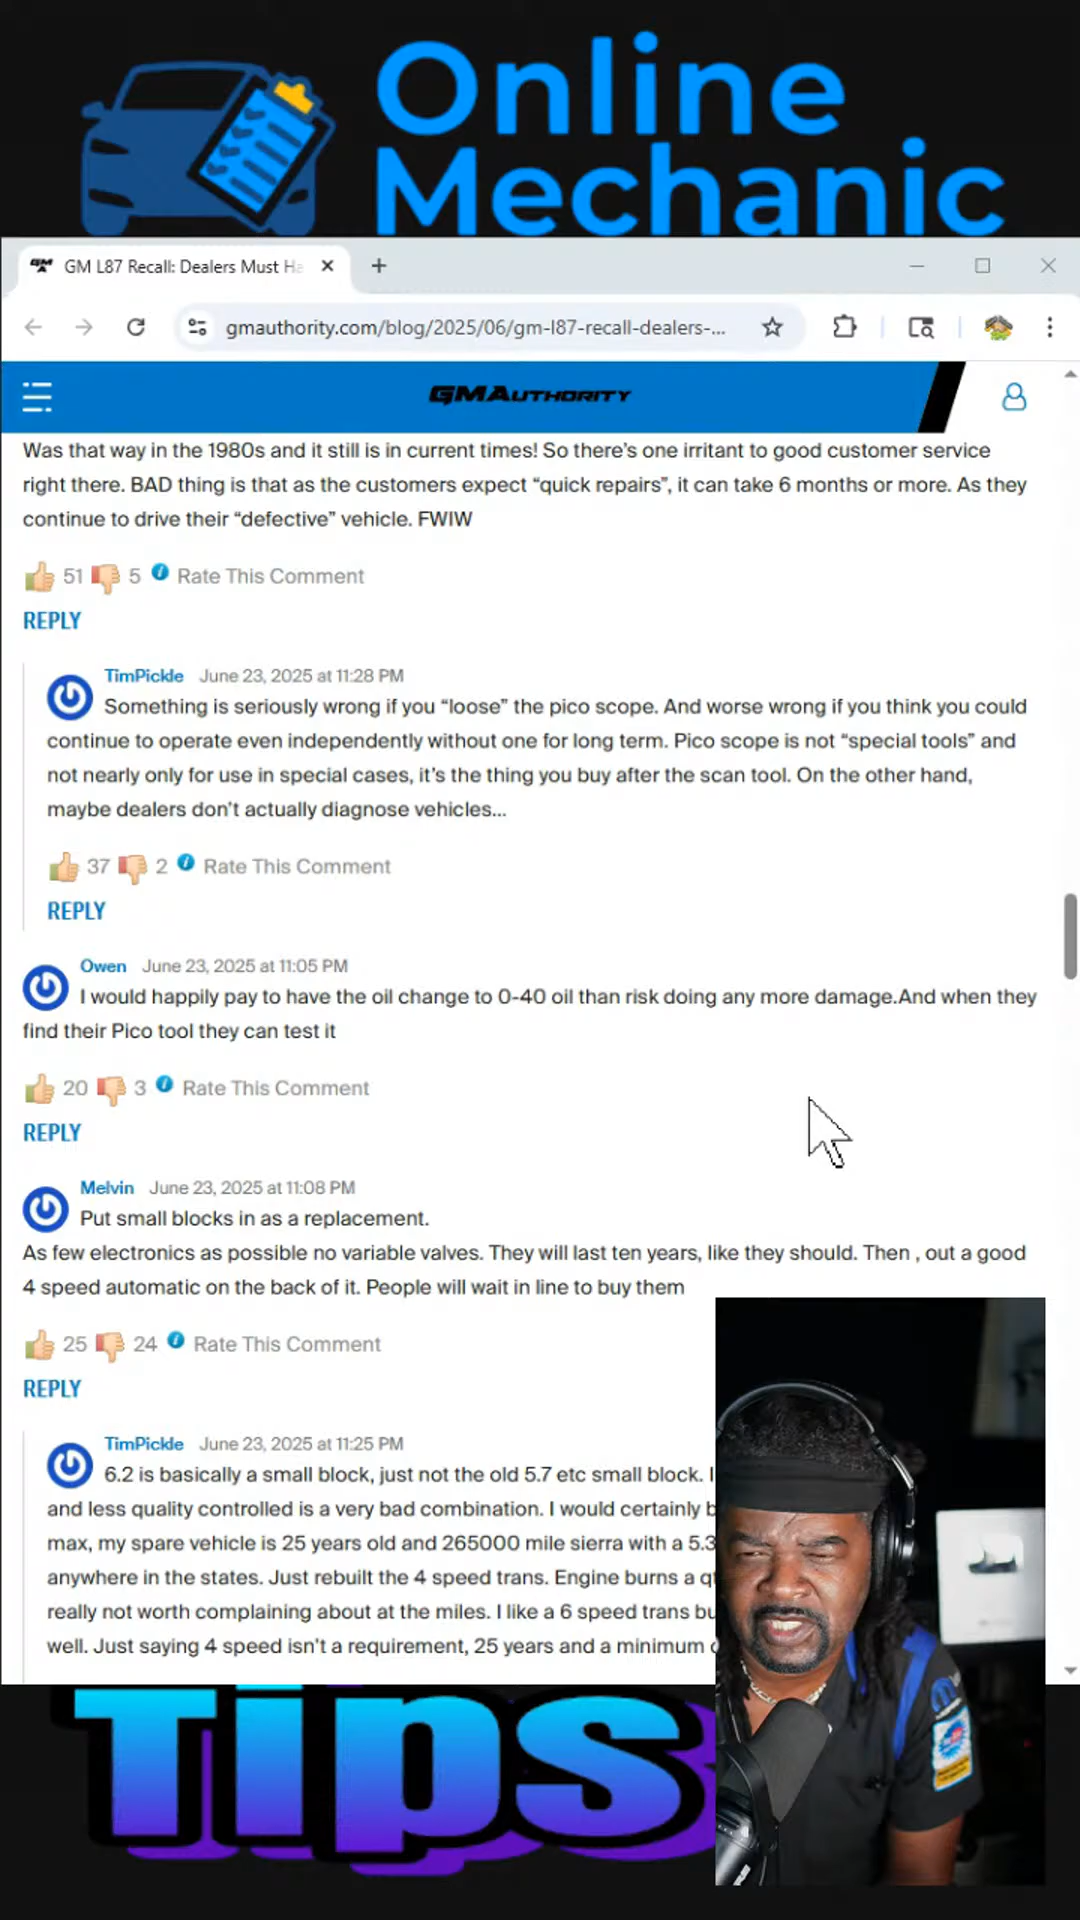 Online
Mechanic
GM L87 Recall: Dealers Must Ha
gmauthority.com/blog/2025/06/gm-l87-recall-dealers-...
GMAUTHORITY
Was that way in the 1980s and it still is in current times! So there's one irritant to good customer service
right there. BAD thing is that as the customers expect “quick repairs”, it can take 6 months or more. As they
continue to drive their “defective” vehicle. FWIW
51 5 Rate This Comment
REPLY
TimPickle June 23, 2025 at 11:28 PM
Something is seriously wrong if you “loose” the pico scope. And worse wrong if you think you could
continue to operate even independently without one for long term. Pico scope is not “special tools” and
not nearly only for use in special cases, it's the thing you buy after the scan tool. On the other hand,
maybe dealers don't actually diagnose vehicles...
37 2 Rate This Comment
REPLY
Owen June 23, 2025 at 11:05 PM
I would happily pay to have the oil change to 0-40 oil than risk doing any more damage.And when they
find their Pico tool they can test it
20 3 Rate This Comment
REPLY
Melvin June 23, 2025 at 11:08 PM
Put small blocks in as a replacement.
As few electronics as possible no variable valves. They will last ten years, like they should. Then , out a good
4 speed automatic on the back of it. People will wait in line to buy them
25 24 Rate This Comment
REPLY
TimPickle June 23, 2025 at 11:25 PM
6.2 is basically a small block, just not the old 5.7 etc small block. I
and less quality controlled is a very bad combination. I would certainly
max, my spare vehicle is 25 years old and 265000 mile sierra with a 5.3
anywhere in the states. Just rebuilt the 4 speed trans. Engine burns a
really not worth complaining about at the miles. I like a 6 speed trans
well. Just saying 4 speed isn't a requirement, 25 years and a minimum
Tips